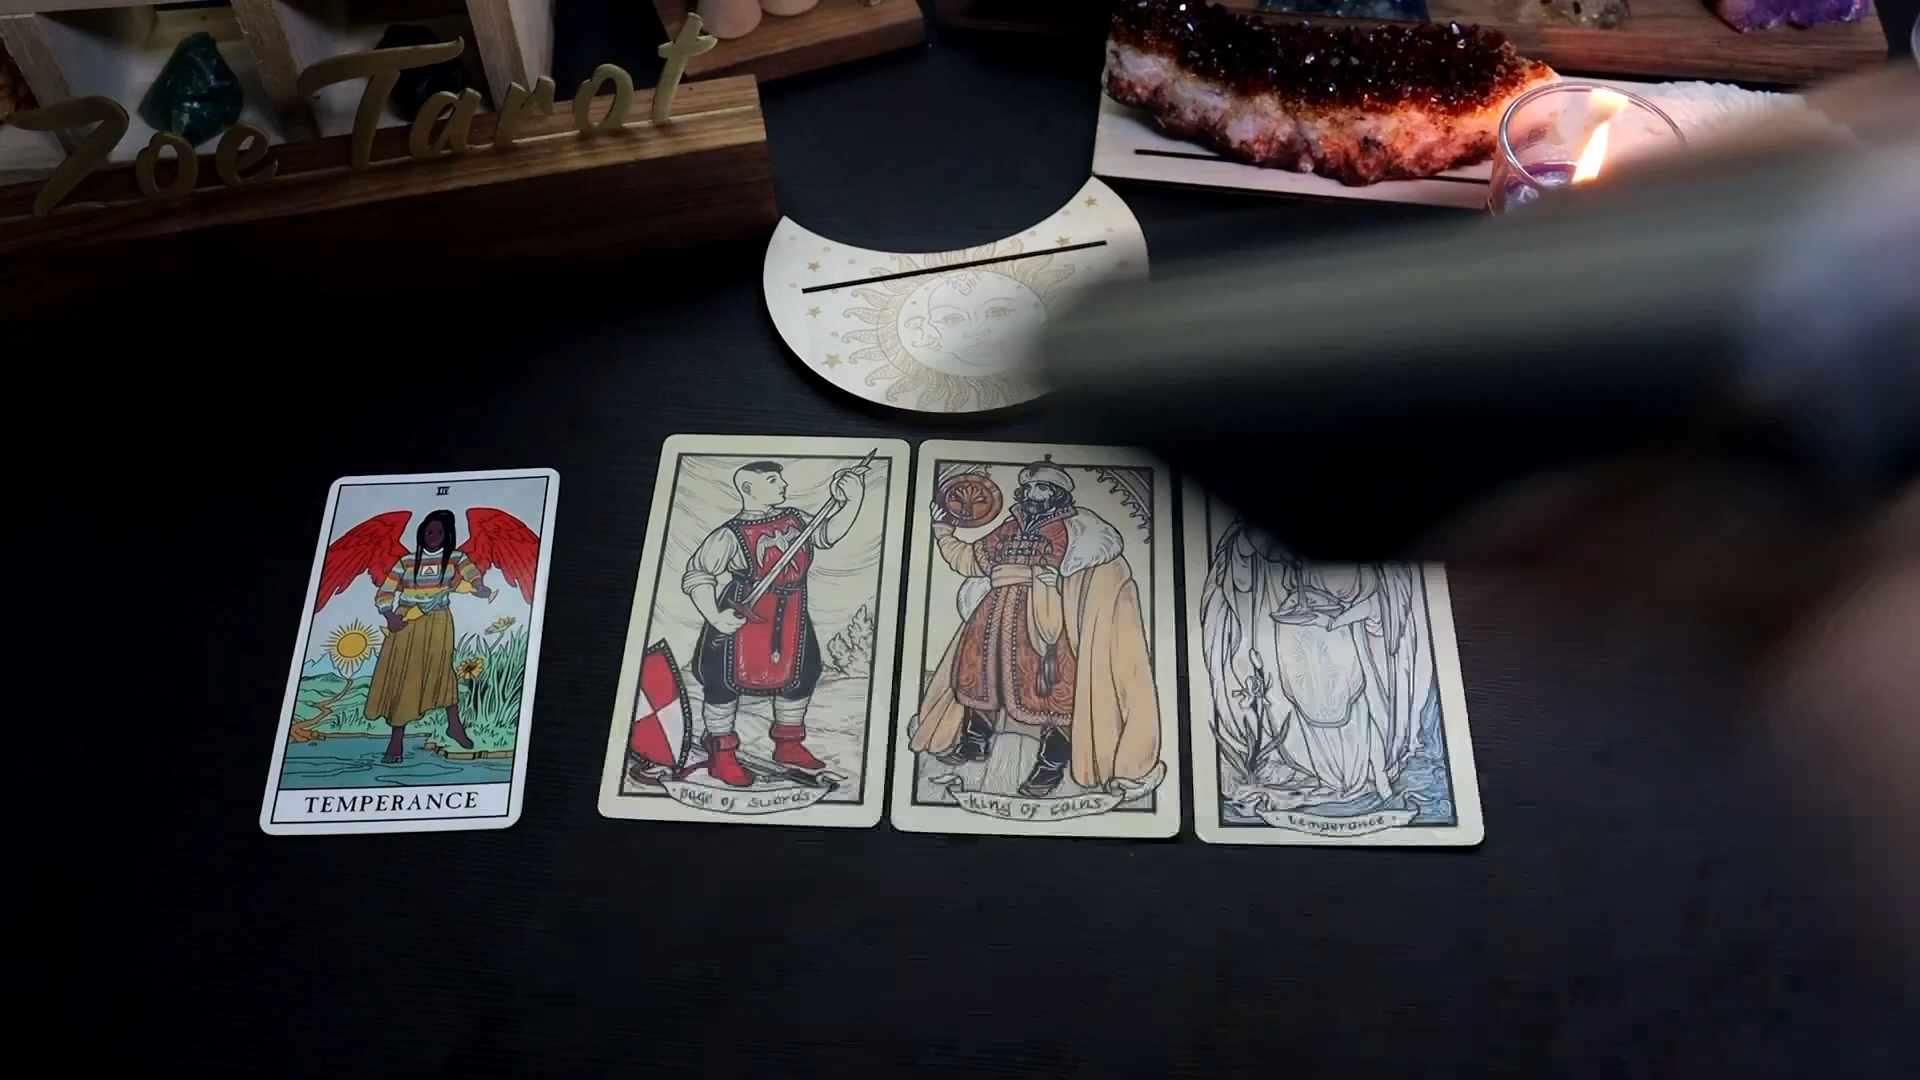 Zoe Tarot
III
TEMPERANCE
page of swords
king of coins
temperance